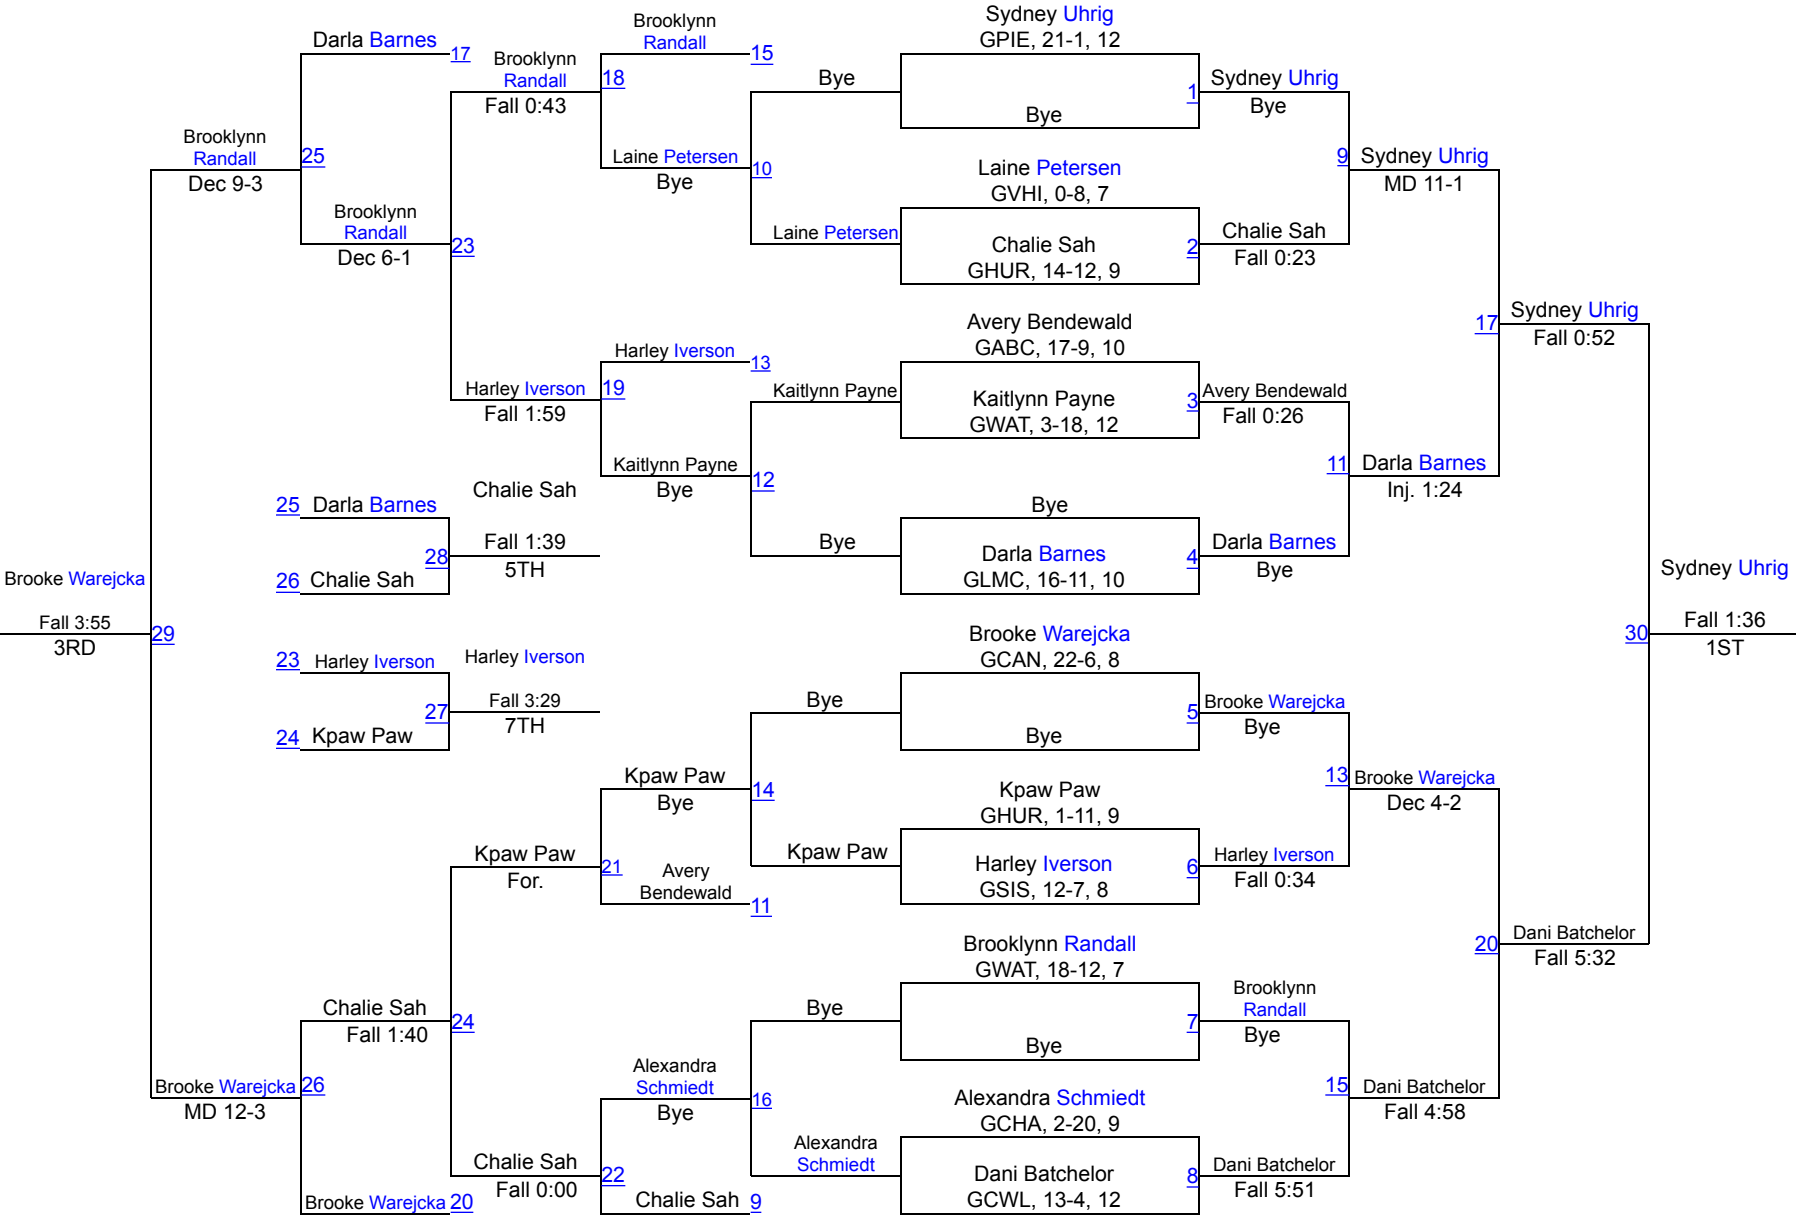 Darla Barnes
17
Brooklynn
Randall
Fall 0:43
18
Brooklynn
Randall
15
Brooklynn
Randall
Dec 9-3
25
Brooklynn
Randall
Dec 6-1
23
Laine Petersen
Bye
10
Bye
Laine Petersen
Harley Iverson
Fall 1:59
19
Harley Iverson
13
Kaitlynn Payne
Bye
12
Kaitlynn Payne
Bye
25 Darla Barnes
26 Chalie Sah
28
Chalie Sah
Fall 1:39
5TH
Brooke Warejcka
Fall 3:55
3RD
29
23 Harley Iverson
24 Kpaw Paw
27
Harley Iverson
Fall 3:29
7TH
Bye
Kpaw Paw
Bye
14
Kpaw Paw
Kpaw Paw
For.
21
Avery
Bendewald
11
Chalie Sah
Fall 1:40
24
Brooke Warejcka
MD 12-3
26
Brooke Warejcka 20
Alexandra
Schmiedt
Bye
16
Bye
Alexandra
Schmiedt
Chalie Sah
Fall 0:00
22
Chalie Sah 9
Sydney Uhrig
GPIE, 21-1, 12
Bye
1
Sydney Uhrig
Bye
Laine Petersen
GVHI, 0-8, 7
Chalie Sah
GHUR, 14-12, 9
2
Chalie Sah
Fall 0:23
9
Sydney Uhrig
MD 11-1
Avery Bendewald
GABC, 17-9, 10
Kaitlynn Payne
GWAT, 3-18, 12
3
Avery Bendewald
Fall 0:26
Bye
Darla Barnes
GLMC, 16-11, 10
4
Darla Barnes
Bye
11
Darla Barnes
Inj. 1:24
17
Sydney Uhrig
Fall 0:52
Brooke Warejcka
GCAN, 22-6, 8
Bye
5
Brooke Warejcka
Bye
Kpaw Paw
GHUR, 1-11, 9
Harley Iverson
GSIS, 12-7, 8
6
Harley Iverson
Fall 0:34
13
Brooke Warejcka
Dec 4-2
Brooklynn Randall
GWAT, 18-12, 7
Bye
7
Brooklynn
Randall
Bye
Alexandra Schmiedt
GCHA, 2-20, 9
Dani Batchelor
GCWL, 13-4, 12
8
Dani Batchelor
Fall 5:51
15
Dani Batchelor
Fall 4:58
20
Dani Batchelor
Fall 5:32
30
Sydney Uhrig
Fall 1:36
1ST